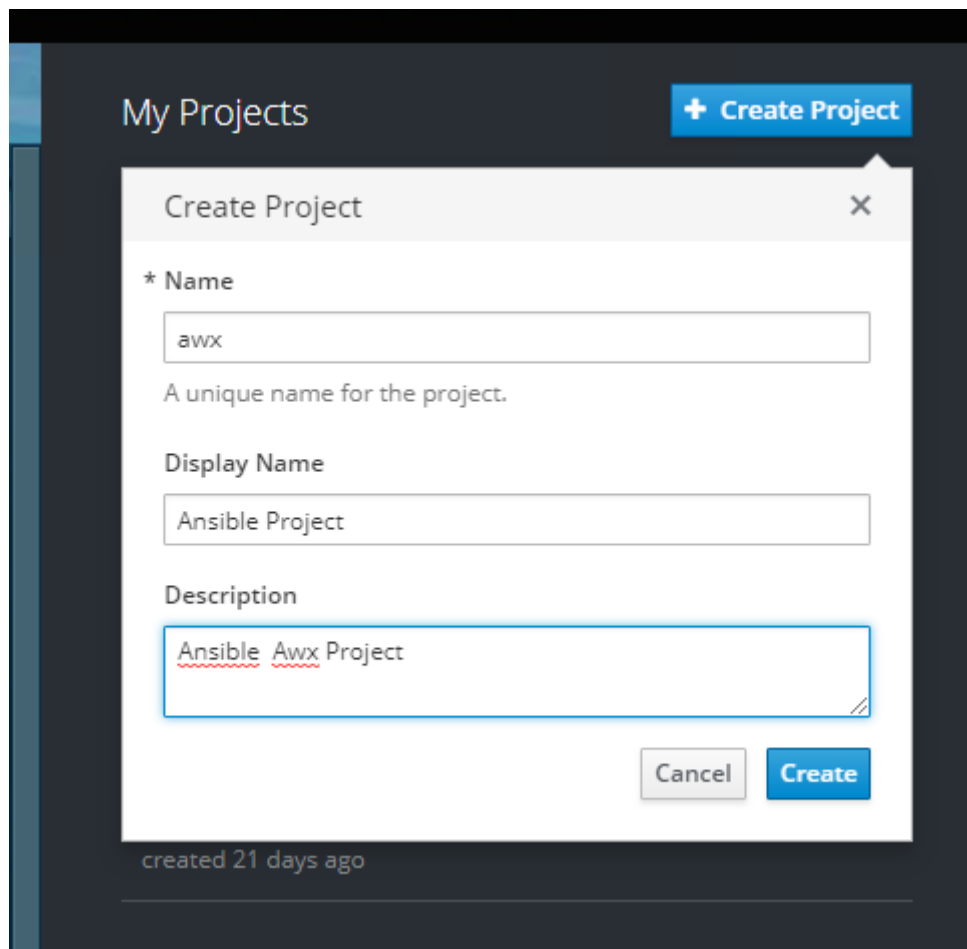 My Projects
+ Create Project
Create Project ×
* Name
awx
A unique name for the project.
Display Name
Ansible Project
Description
Ansible  Awx Project
Cancel Create
created 21 days ago